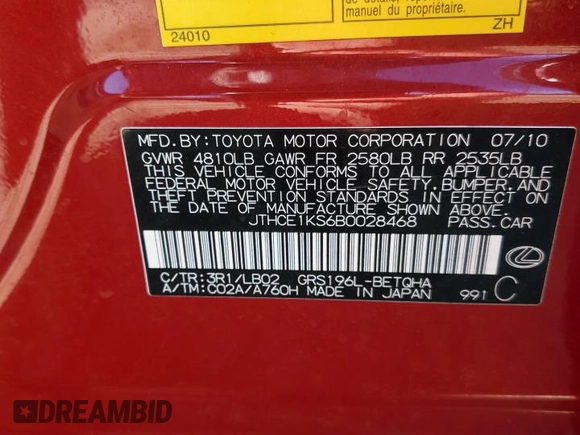 de détails, reportez
manuel du propriétaire.
24010 ZH
MFD.BY:TOYOTA MOTOR CORPORATION 07/10
GVWR 4810LB GAWR FR 2580LB RR 2535LB
THIS VEHICLE CONFORMS TO ALL APPLICABLE
FEDERAL MOTOR VEHICLE SAFETY,BUMPER,AND
THEFT PREVENTION STANDARDS IN EFFECT ON
THE DATE OF MANUFACTURE SHOWN ABOVE.
JTHCE1KS6B0028468 PASS.CAR
C/TR:3R1/LB02 GRS196L-BETQHA
A/TM:C02A/A760H MADE IN JAPAN 991 C
DREAMBID